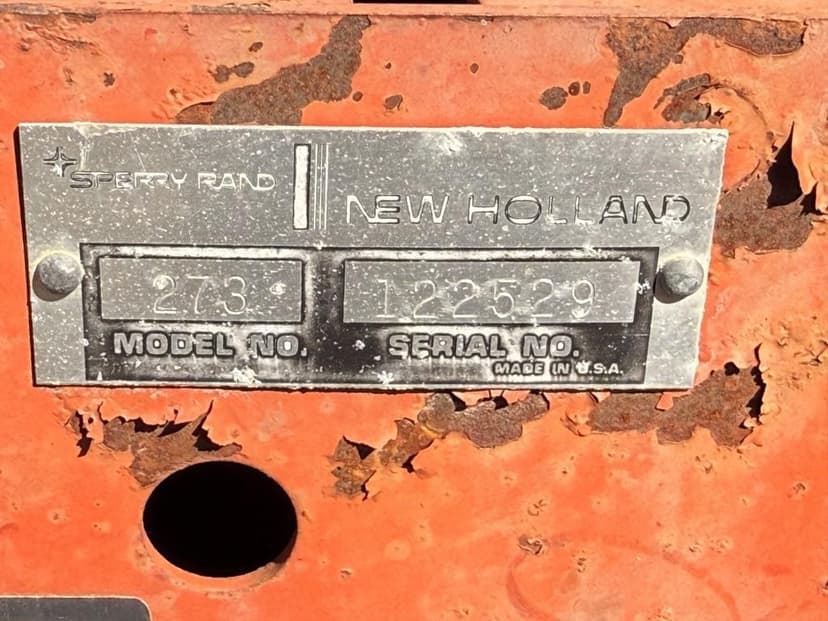 SPERRY RAND
NEW HOLLAND
273 122529
MODEL NO. SERIAL NO.
MADE IN U.S.A.